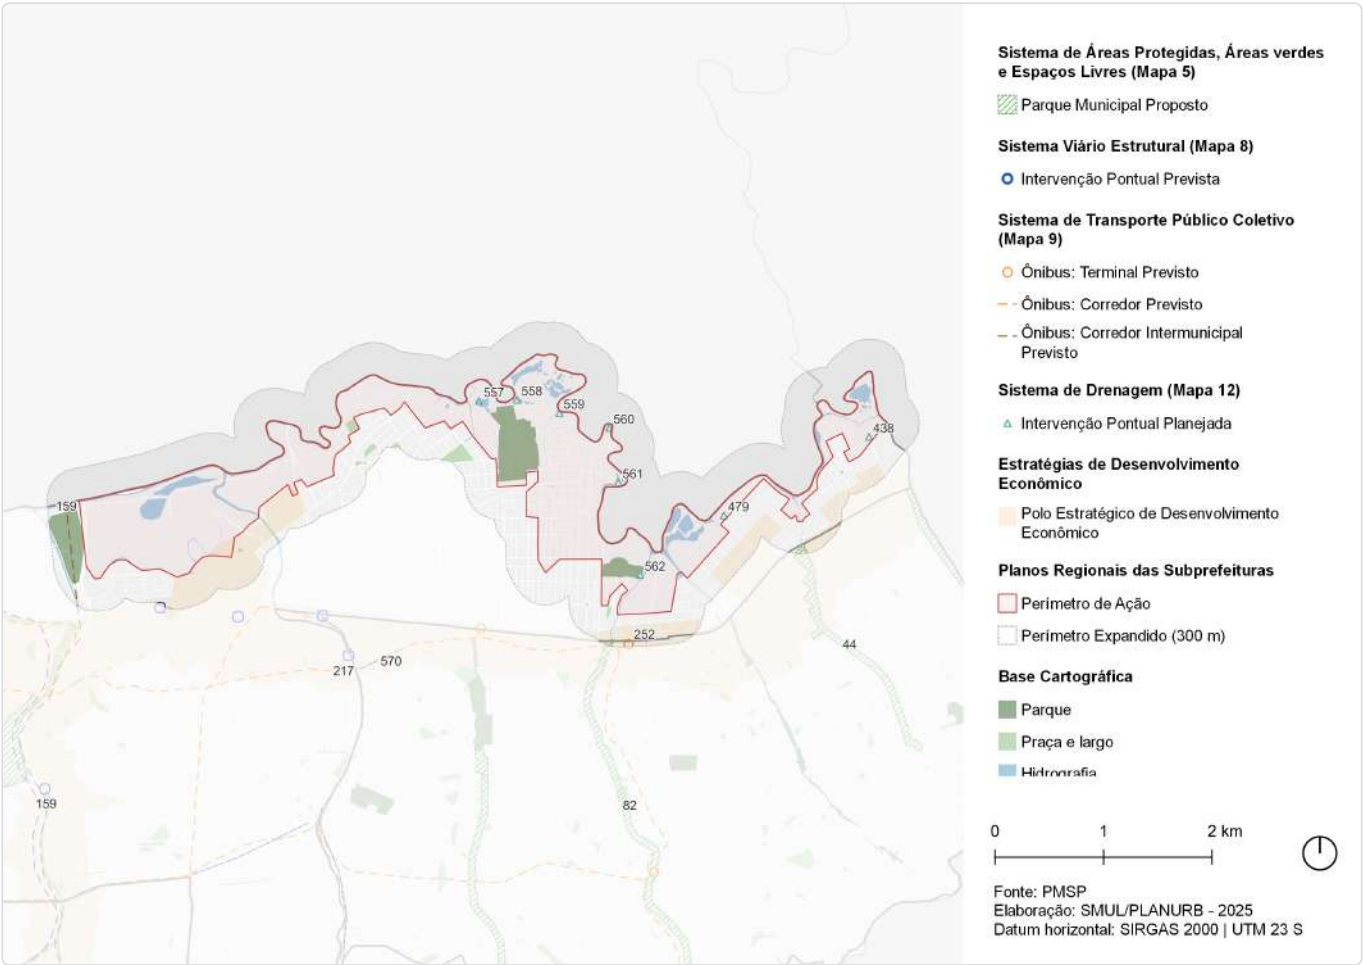 Sistema de Áreas Protegidas, Áreas verdes
e Espaços Livres (Mapa 5)
Parque Municipal Proposto
Sistema Viário Estrutural (Mapa 8)
Intervenção Pontual Prevista
Sistema de Transporte Público Coletivo
(Mapa 9)
Ônibus: Terminal Previsto
Ônibus: Corredor Previsto
Ônibus: Corredor Intermunicipal
Previsto
Sistema de Drenagem (Mapa 12)
Intervenção Pontual Planejada
Estratégias de Desenvolvimento
Econômico
Polo Estratégico de Desenvolvimento
Econômico
Planos Regionais das Subprefeituras
Perímetro de Ação
Perímetro Expandido (300 m)
Base Cartográfica
Parque
Praça e largo
Hidrografia
0 1 2 km
Fonte: PMSP
Elaboração: SMUL/PLANURB - 2025
Datum horizontal: SIRGAS 2000 | UTM 23 S
557
558
559
560
438
561
159
479
562
252
44
570
217
159
82